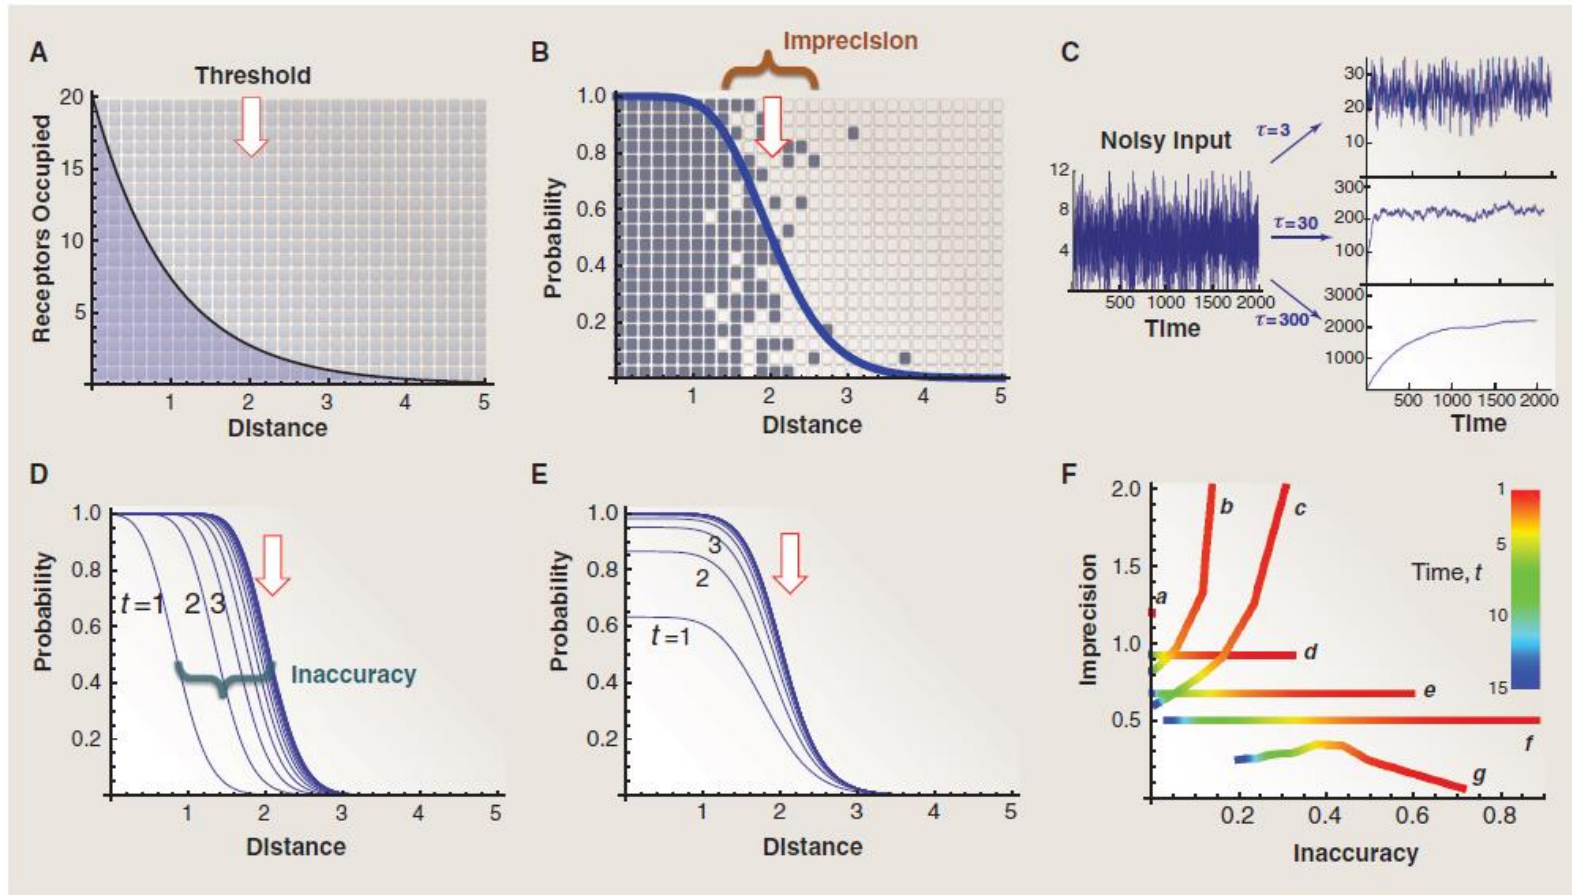 A
Threshold
20
15
10
5
Receptors Occupied
1 2 3 4 5
Distance
B
Imprecision
1.0
0.8
0.6
0.4
0.2
Probability
1 2 3 4 5
Distance
C
Noisy Input
12
8
4
500 1000 1500 2000
Time
τ=3
τ=30
τ=300
30
20
10
300
200
100
3000
2000
1000
500 1000 1500 2000
Time
D
1.0
0.8
0.6
0.4
0.2
Probability
t=1 2 3
Inaccuracy
1 2 3 4 5
Distance
E
1.0
0.8
0.6
0.4
0.2
Probability
3
2
t=1
1 2 3 4 5
Distance
F
2.0
1.5
1.0
0.5
Imprecision
a
b
c
d
e
f
g
Time, t
1
5
10
15
0.2 0.4 0.6 0.8
Inaccuracy